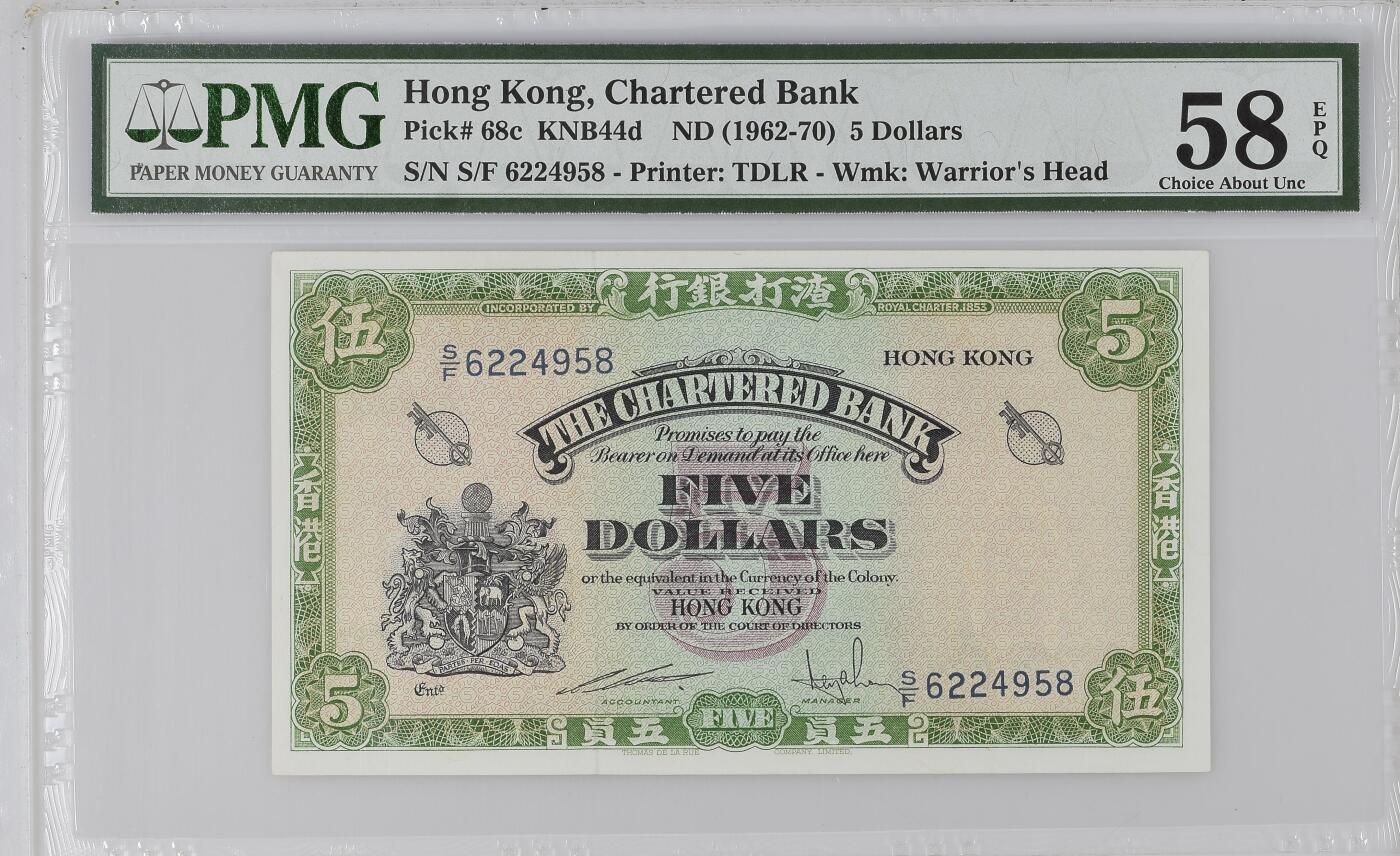 PMG
PAPER MONEY GUARANTY
Hong Kong, Chartered Bank
Pick# 68c KNB44d ND (1962-70) 5 Dollars
S/N S/F 6224958 - Printer: TDLR - Wmk: Warrior's Head
58
EPQ
Choice About Unc
行銀打渣
INCORPORATED BY
ROYAL CHARTER, 1853
伍
5
S/F 6224958
HONG KONG
THE CHARTERED BANK
Promises to pay the
Bearer on Demand at its Office here
FIVE
DOLLARS
or the equivalent in the Currency of the Colony.
VALUE RECEIVED
HONG KONG
BY ORDER OF THE COURT OF DIRECTORS
香港
香港
5
Entd
ACCOUNTANT
MANAGER
S/F 6224958
5
伍
員五
FIVE
員五
THOMAS DE LA RUE
COMPANY, LIMITED.